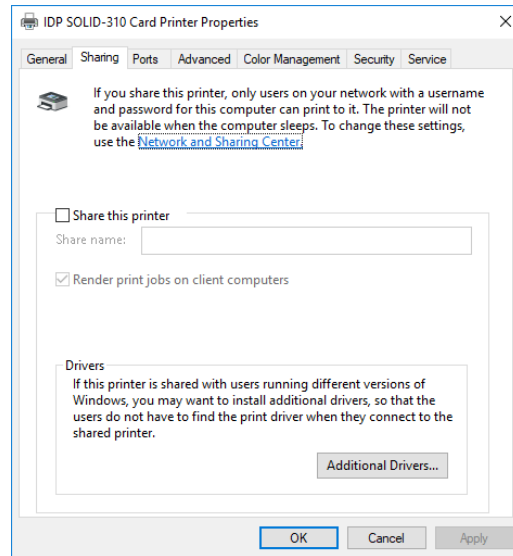 IDP SOLID-310 Card Printer Properties
General Sharing Ports Advanced Color Management Security Service
If you share this printer, only users on your network with a username
and password for this computer can print to it. The printer will not
be available when the computer sleeps. To change these settings,
use the Network and Sharing Center.
Share this printer
Share name:
Render print jobs on client computers
Drivers
If this printer is shared with users running different versions of
Windows, you may want to install additional drivers, so that the
users do not have to find the print driver when they connect to the
shared printer.
Additional Drivers...
OK Cancel Apply